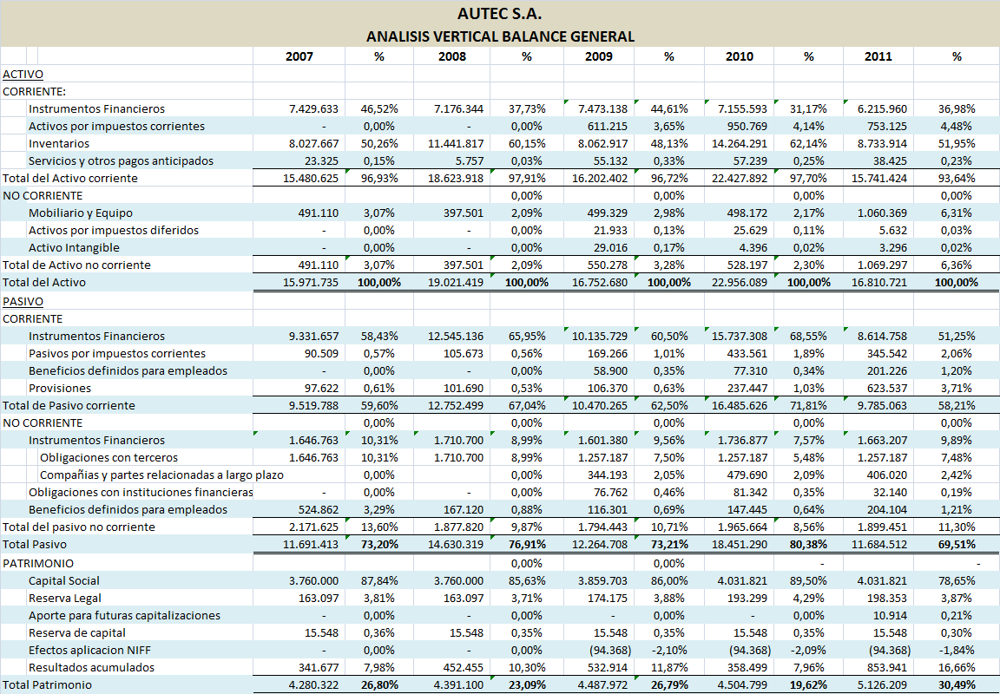 AUTEC S.A.
ANALISIS VERTICAL BALANCE GENERAL
2007 % 2008 % 2009 % 2010 % 2011 %
ACTIVO
CORRIENTE:
Instrumentos Financieros 7.429.633 46,52% 7.176.344 37,73% 7.473.138 44,61% 7.155.593 31,17% 6.215.960 36,98%
Activos por impuestos corrientes - 0,00% - 0,00% 611.215 3,65% 950.769 4,14% 753.125 4,48%
Inventarios 8.027.667 50,26% 11.441.817 60,15% 8.062.917 48,13% 14.264.291 62,14% 8.733.914 51,95%
Servicios y otros pagos anticipados 23.325 0,15% 5.757 0,03% 55.132 0,33% 57.239 0,25% 38.425 0,23%
Total del Activo corriente 15.480.625 96,93% 18.623.918 97,91% 16.202.402 96,72% 22.427.892 97,70% 15.741.424 93,64%
NO CORRIENTE 0,00% 0,00% 0,00% 0,00%
Mobiliario y Equipo 491.110 3,07% 397.501 2,09% 499.329 2,98% 498.172 2,17% 1.060.369 6,31%
Activos por impuestos diferidos - 0,00% - 0,00% 21.933 0,13% 25.629 0,11% 5.632 0,03%
Activo Intangible - 0,00% - 0,00% 29.016 0,17% 4.396 0,02% 3.296 0,02%
Total de Activo no corriente 491.110 3,07% 397.501 2,09% 550.278 3,28% 528.197 2,30% 1.069.297 6,36%
Total del Activo 15.971.735 100,00% 19.021.419 100,00% 16.752.680 100,00% 22.956.089 100,00% 16.810.721 100,00%
PASIVO
CORRIENTE
Instrumentos Financieros 9.331.657 58,43% 12.545.136 65,95% 10.135.729 60,50% 15.737.308 68,55% 8.614.758 51,25%
Pasivos por impuestos corrientes 90.509 0,57% 105.673 0,56% 169.266 1,01% 433.561 1,89% 345.542 2,06%
Beneficios definidos para empleados - 0,00% - 0,00% 58.900 0,35% 77.310 0,34% 201.226 1,20%
Provisiones 97.622 0,61% 101.690 0,53% 106.370 0,63% 237.447 1,03% 623.537 3,71%
Total de Pasivo corriente 9.519.788 59,60% 12.752.499 67,04% 10.470.265 62,50% 16.485.626 71,81% 9.785.063 58,21%
NO CORRIENTE 0,00% 0,00% 0,00% 0,00% 0,00%
Instrumentos Financieros 1.646.763 10,31% 1.710.700 8,99% 1.601.380 9,56% 1.736.877 7,57% 1.663.207 9,89%
Obligaciones con terceros 1.646.763 10,31% 1.710.700 8,99% 1.257.187 7,50% 1.257.187 5,48% 1.257.187 7,48%
Compañias y partes relacionadas a largo plazo 0,00% 0,00% 344.193 2,05% 479.690 2,09% 406.020 2,42%
Obligaciones con instituciones financieras - 0,00% - 0,00% 76.762 0,46% 81.342 0,35% 32.140 0,19%
Beneficios definidos para empleados 524.862 3,29% 167.120 0,88% 116.301 0,69% 147.445 0,64% 204.104 1,21%
Total del pasivo no corriente 2.171.625 13,60% 1.877.820 9,87% 1.794.443 10,71% 1.965.664 8,56% 1.899.451 11,30%
Total Pasivo 11.691.413 73,20% 14.630.319 76,91% 12.264.708 73,21% 18.451.290 80,38% 11.684.512 69,51%
PATRIMONIO 0,00% 0,00% - -
Capital Social 3.760.000 87,84% 3.760.000 85,63% 3.859.703 86,00% 4.031.821 89,50% 4.031.821 78,65%
Reserva Legal 163.097 3,81% 163.097 3,71% 174.175 3,88% 193.299 4,29% 198.353 3,87%
Aporte para futuras capitalizaciones - 0,00% - 0,00% - 0,00% - 0,00% 10.914 0,21%
Reserva de capital 15.548 0,36% 15.548 0,35% 15.548 0,35% 15.548 0,35% 15.548 0,30%
Efectos aplicacion NIFF - 0,00% - 0,00% (94.368) -2,10% (94.368) -2,09% (94.368) -1,84%
Resultados acumulados 341.677 7,98% 452.455 10,30% 532.914 11,87% 358.499 7,96% 853.941 16,66%
Total Patrimonio 4.280.322 26,80% 4.391.100 23,09% 4.487.972 26,79% 4.504.799 19,62% 5.126.209 30,49%